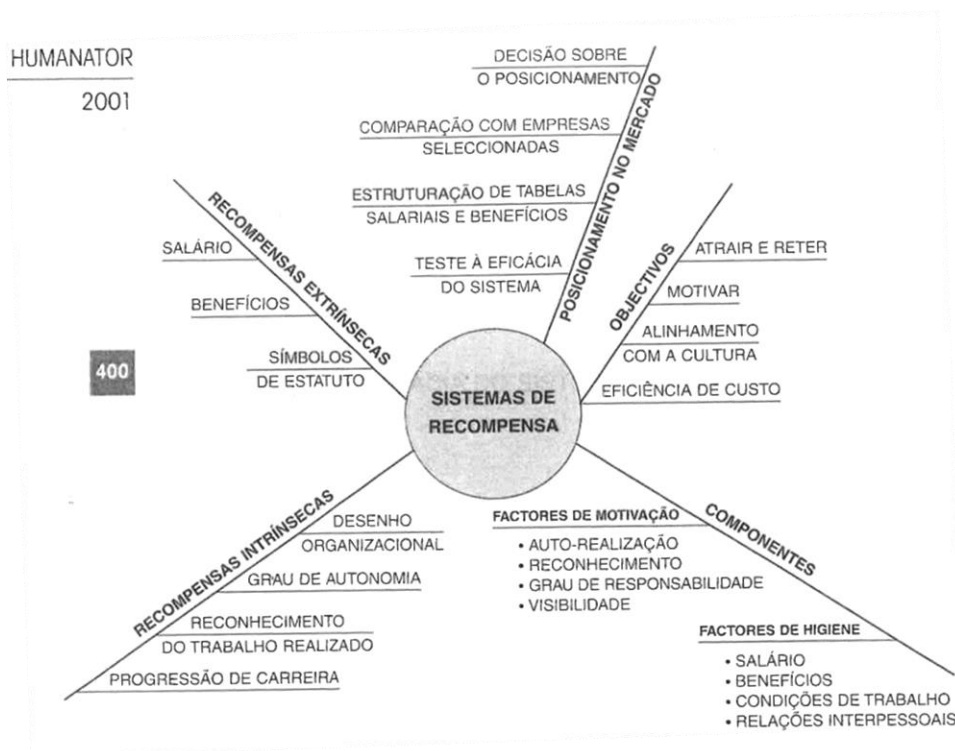 HUMANATOR
2001
DECISÃO SOBRE
O POSICIONAMENTO
COMPARAÇÃO COM EMPRESAS
SELECCIONADAS
ESTRUTURAÇÃO DE TABELAS
SALARIAIS E BENEFÍCIOS
TESTE À EFICÁCIA
DO SISTEMA
POSICIONAMENTO NO MERCADO
RECOMPENSAS EXTRÍNSECAS
SALÁRIO
BENEFÍCIOS
SÍMBOLOS
DE ESTATUTO
OBJECTIVOS
ATRAIR E RETER
MOTIVAR
ALINHAMENTO
COM A CULTURA
EFICIÊNCIA DE CUSTO
400
SISTEMAS DE
RECOMPENSA
RECOMPENSAS INTRÍNSECAS
DESENHO
ORGANIZACIONAL
GRAU DE AUTONOMIA
RECONHECIMENTO
DO TRABALHO REALIZADO
PROGRESSÃO DE CARREIRA
COMPONENTES
FACTORES DE MOTIVAÇÃO
• AUTO-REALIZAÇÃO
• RECONHECIMENTO
• GRAU DE RESPONSABILIDADE
• VISIBILIDADE
FACTORES DE HIGIENE
• SALÁRIO
• BENEFÍCIOS
• CONDIÇÕES DE TRABALHO
• RELAÇÕES INTERPESSOAIS